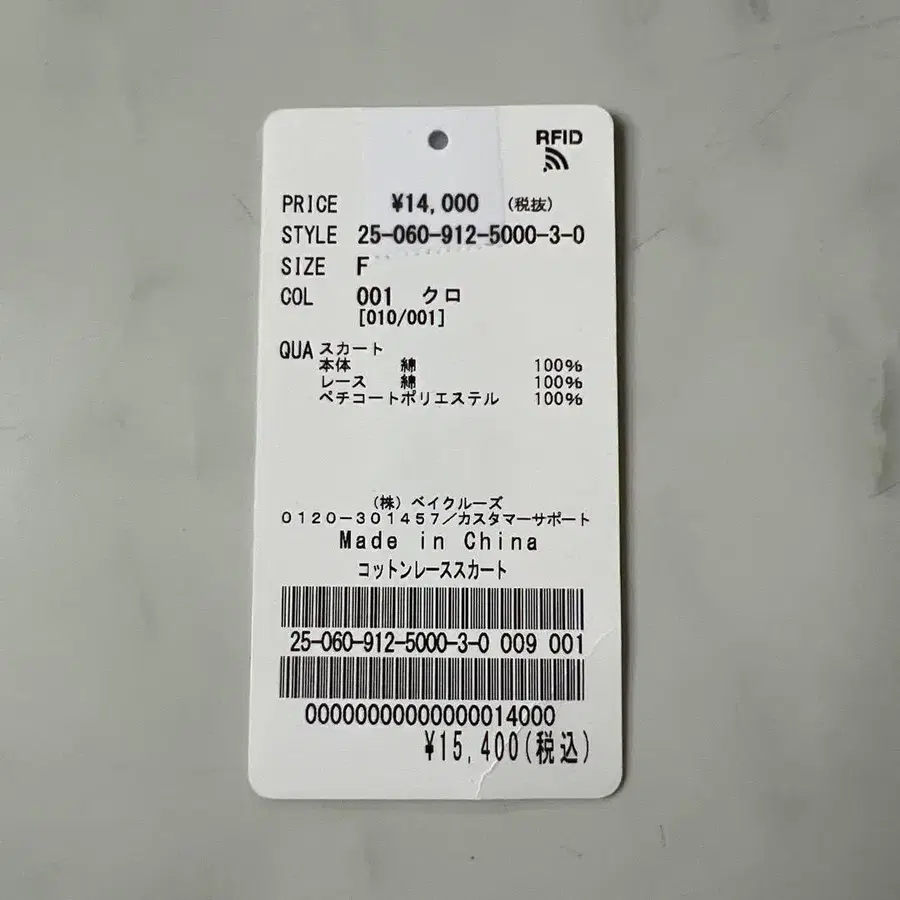 RFID
PRICE ¥14,000 (税抜)
STYLE 25-060-912-5000-3-0
SIZE F
COL 001 クロ
[010/001]
QUA スカート
本体 綿 100%
レース 綿 100%
ペチコートポリエステル 100%
(株)ベイクルーズ
0120-301457/カスタマーサポート
Made in China
コットンレーススカート
25-060-912-5000-3-0 009 001
00000000000000014000
¥15,400(税込)